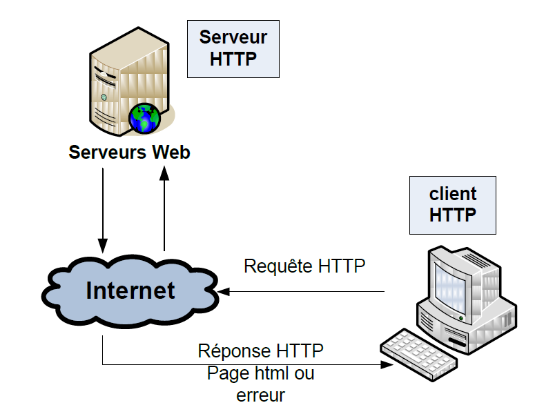 Serveur
HTTP
Serveurs Web
client
HTTP
Requête HTTP
Internet
Réponse HTTP
Page html ou
erreur